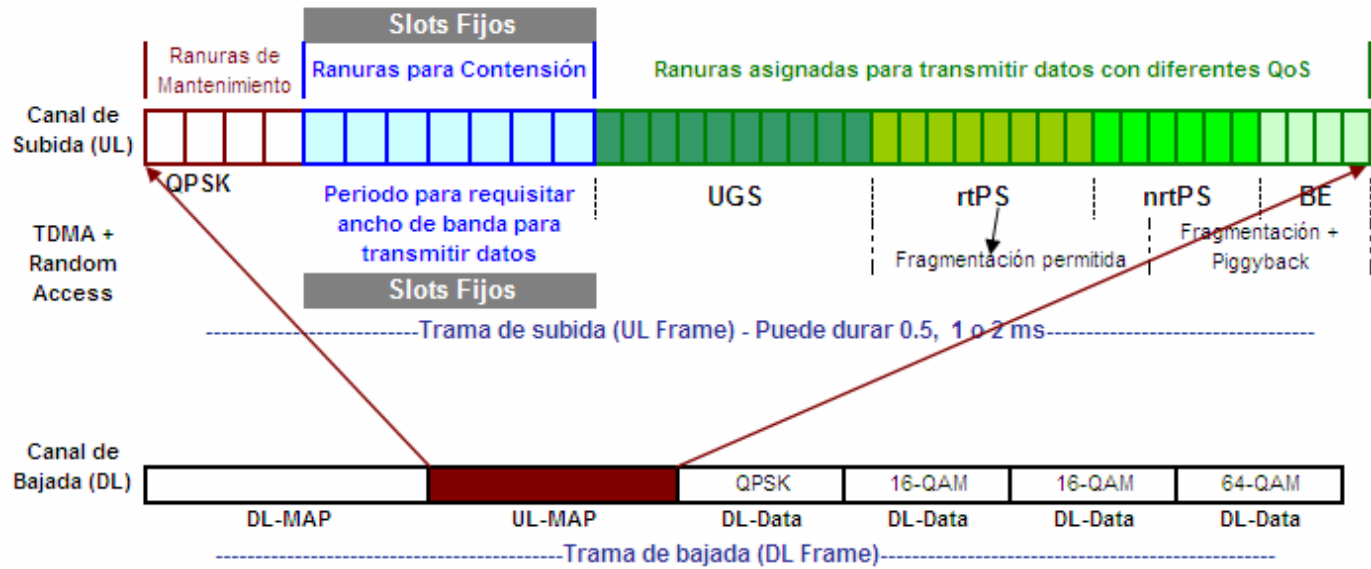 Slots Fijos
Ranuras de
Mantenimiento
Ranuras para Contensión
Ranuras asignadas para transmitir datos con diferentes QoS
Canal de
Subida (UL)
QPSK
Periodo para requisitar
ancho de banda para
transmitir datos
UGS
rtPS
nrtPS
BE
TDMA +
Random
Access
Fragmentación permitida
Fragmentación +
Piggyback
Slots Fijos
Trama de subida (UL Frame) - Puede durar 0.5, 1 o 2 ms
Canal de
Bajada (DL)
QPSK
16-QAM
16-QAM
64-QAM
DL-MAP
UL-MAP
DL-Data
DL-Data
DL-Data
DL-Data
Trama de bajada (DL Frame)